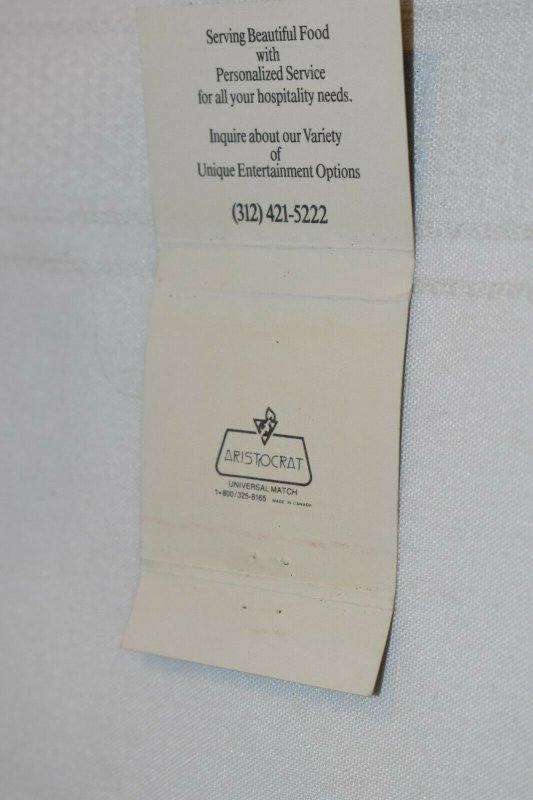 Serving Beautiful Food
with
Personalized Service
for all your hospitality needs.
Inquire about our Variety
of
Unique Entertainment Options
(312) 421-5222
ARISTOCRAT
UNIVERSAL MATCH
1•800/325-8165 MADE IN CANADA